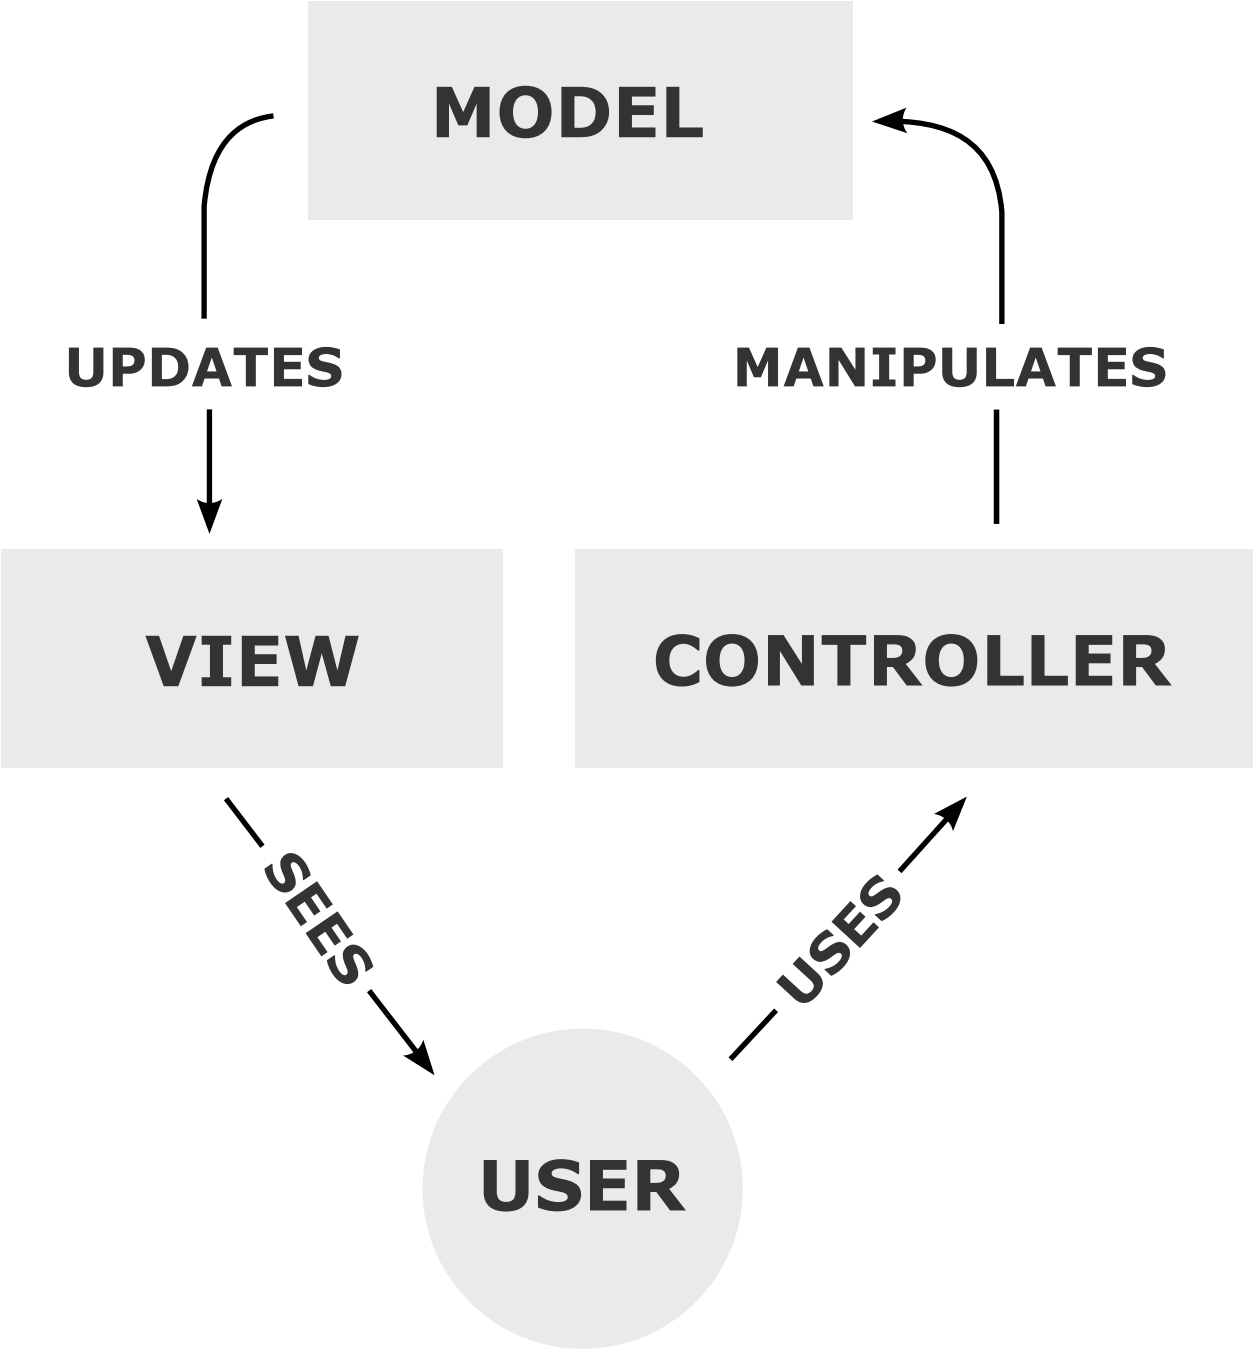 MODEL
UPDATES
MANIPULATES
VIEW
CONTROLLER
SEES
USES
USER